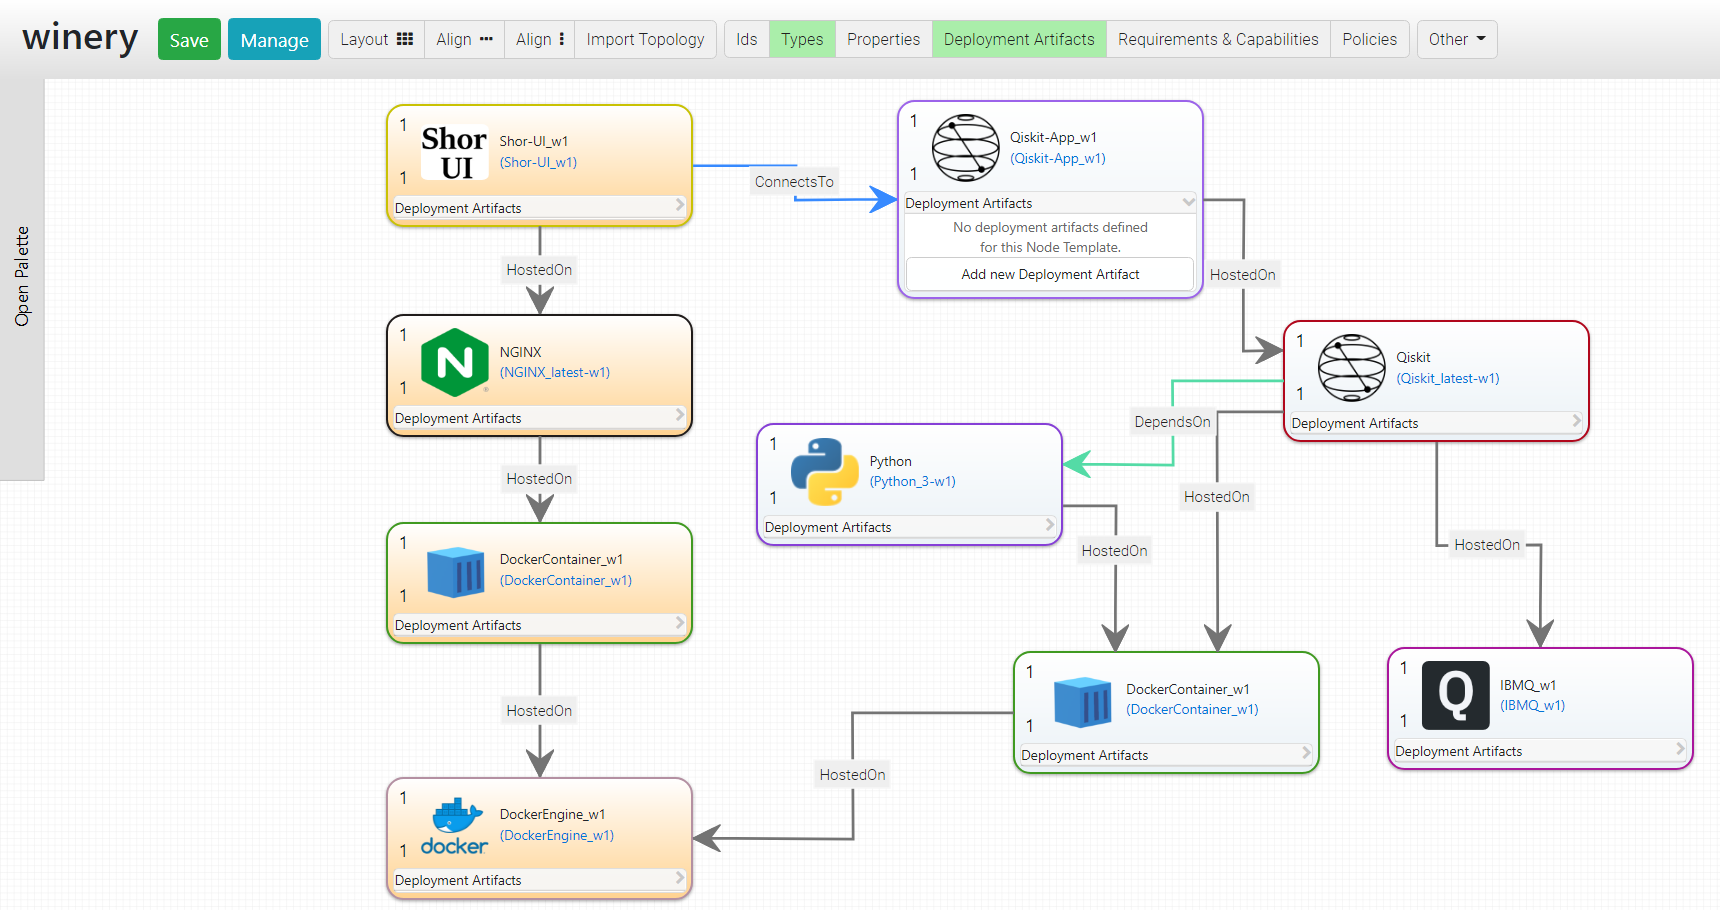 winery
Save
Manage
Layout
Align
Align
Import Topology
Ids
Types
Properties
Deployment Artifacts
Requirements & Capabilities
Policies
Other
Open Palette
1
1
Shor
UI
Shor-UI_w1
(Shor-UI_w1)
Deployment Artifacts
ConnectsTo
1
1
Qiskit-App_w1
(Qiskit-App_w1)
Deployment Artifacts
No deployment artifacts defined
for this Node Template.
Add new Deployment Artifact
HostedOn
HostedOn
1
1
N
NGINX
(NGINX_latest-w1)
Deployment Artifacts
1
1
Qiskit
(Qiskit_latest-w1)
Deployment Artifacts
DependsOn
1
1
Python
(Python_3-w1)
Deployment Artifacts
HostedOn
HostedOn
HostedOn
HostedOn
1
1
DockerContainer_w1
(DockerContainer_w1)
Deployment Artifacts
1
1
DockerContainer_w1
(DockerContainer_w1)
Deployment Artifacts
1
1
Q
IBMQ_w1
(IBMQ_w1)
Deployment Artifacts
HostedOn
HostedOn
1
1
docker
DockerEngine_w1
(DockerEngine_w1)
Deployment Artifacts